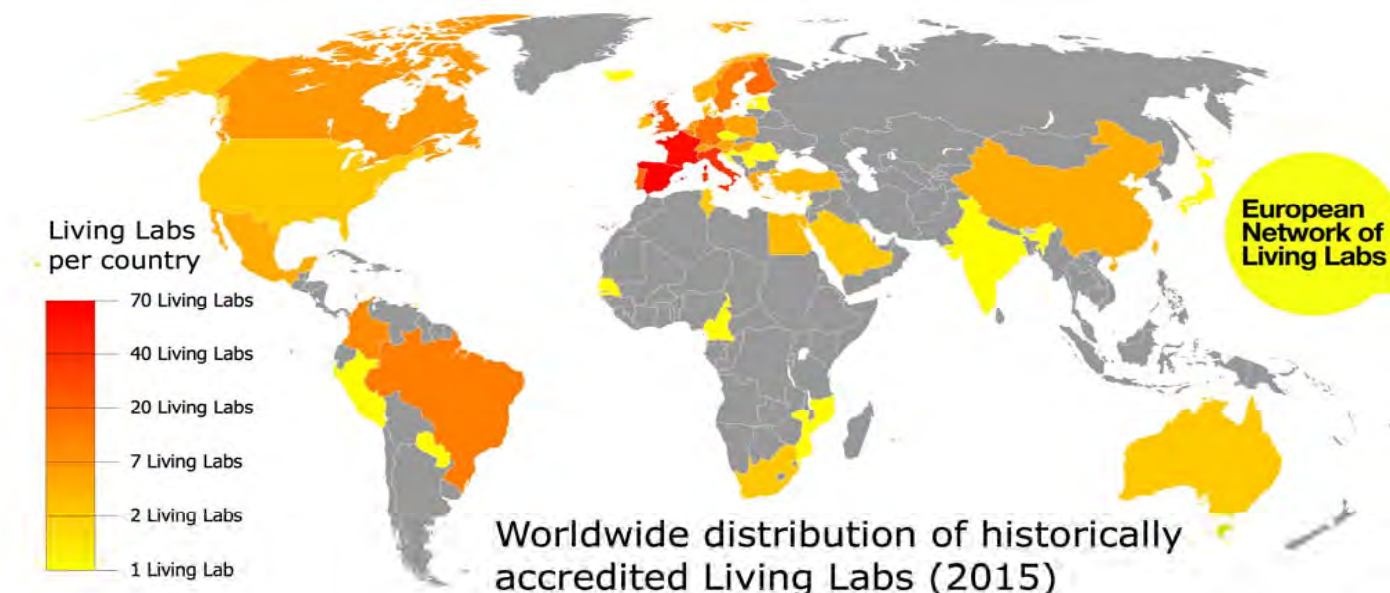 European
Network of
Living Labs
Living Labs
per country
70 Living Labs
40 Living Labs
20 Living Labs
7 Living Labs
2 Living Labs
1 Living Lab
Worldwide distribution of historically
accredited Living Labs (2015)